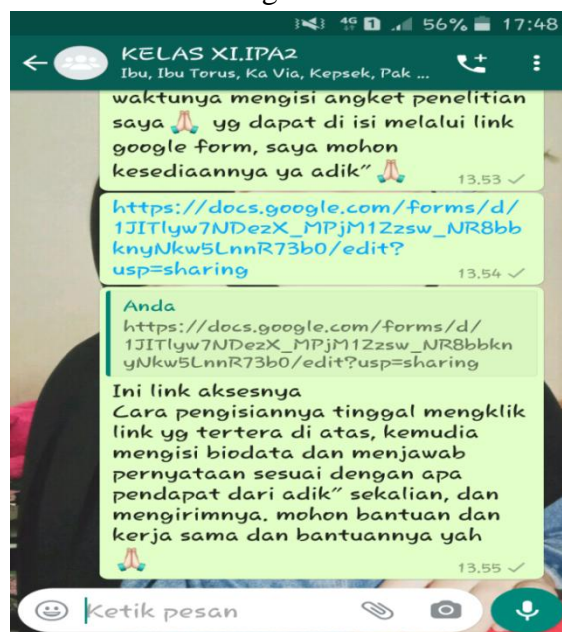 4G 1 56% 17:48
KELAS XI.IPA2
Ibu, Ibu Torus, Ka Via, Kepsek, Pak ...
waktunya mengisi angket penelitian
saya 🙏 yg dapat di isi melalui link
google form, saya mohon
kesediaannya ya adik" 🙏
13.53
https://docs.google.com/forms/d/
1JITlyw7NDezX_MPjM1Zzsw_NR8bb
knyNkw5LnnR73b0/edit?
usp=sharing
13.54
Anda
https://docs.google.com/forms/d/
1JITlyw7NDezX_MPjM1Zzsw_NR8bbkn
yNkw5LnnR73b0/edit?usp=sharing
Ini link aksesnya
Cara pengisiannya tinggal mengklik
link yg tertera di atas, kemudia
mengisi biodata dan menjawab
pernyataan sesuai dengan apa
pendapat dari adik" sekalian, dan
mengirimnya. mohon bantuan dan
kerja sama dan bantuannya yah
🙏
13.55
Ketik pesan